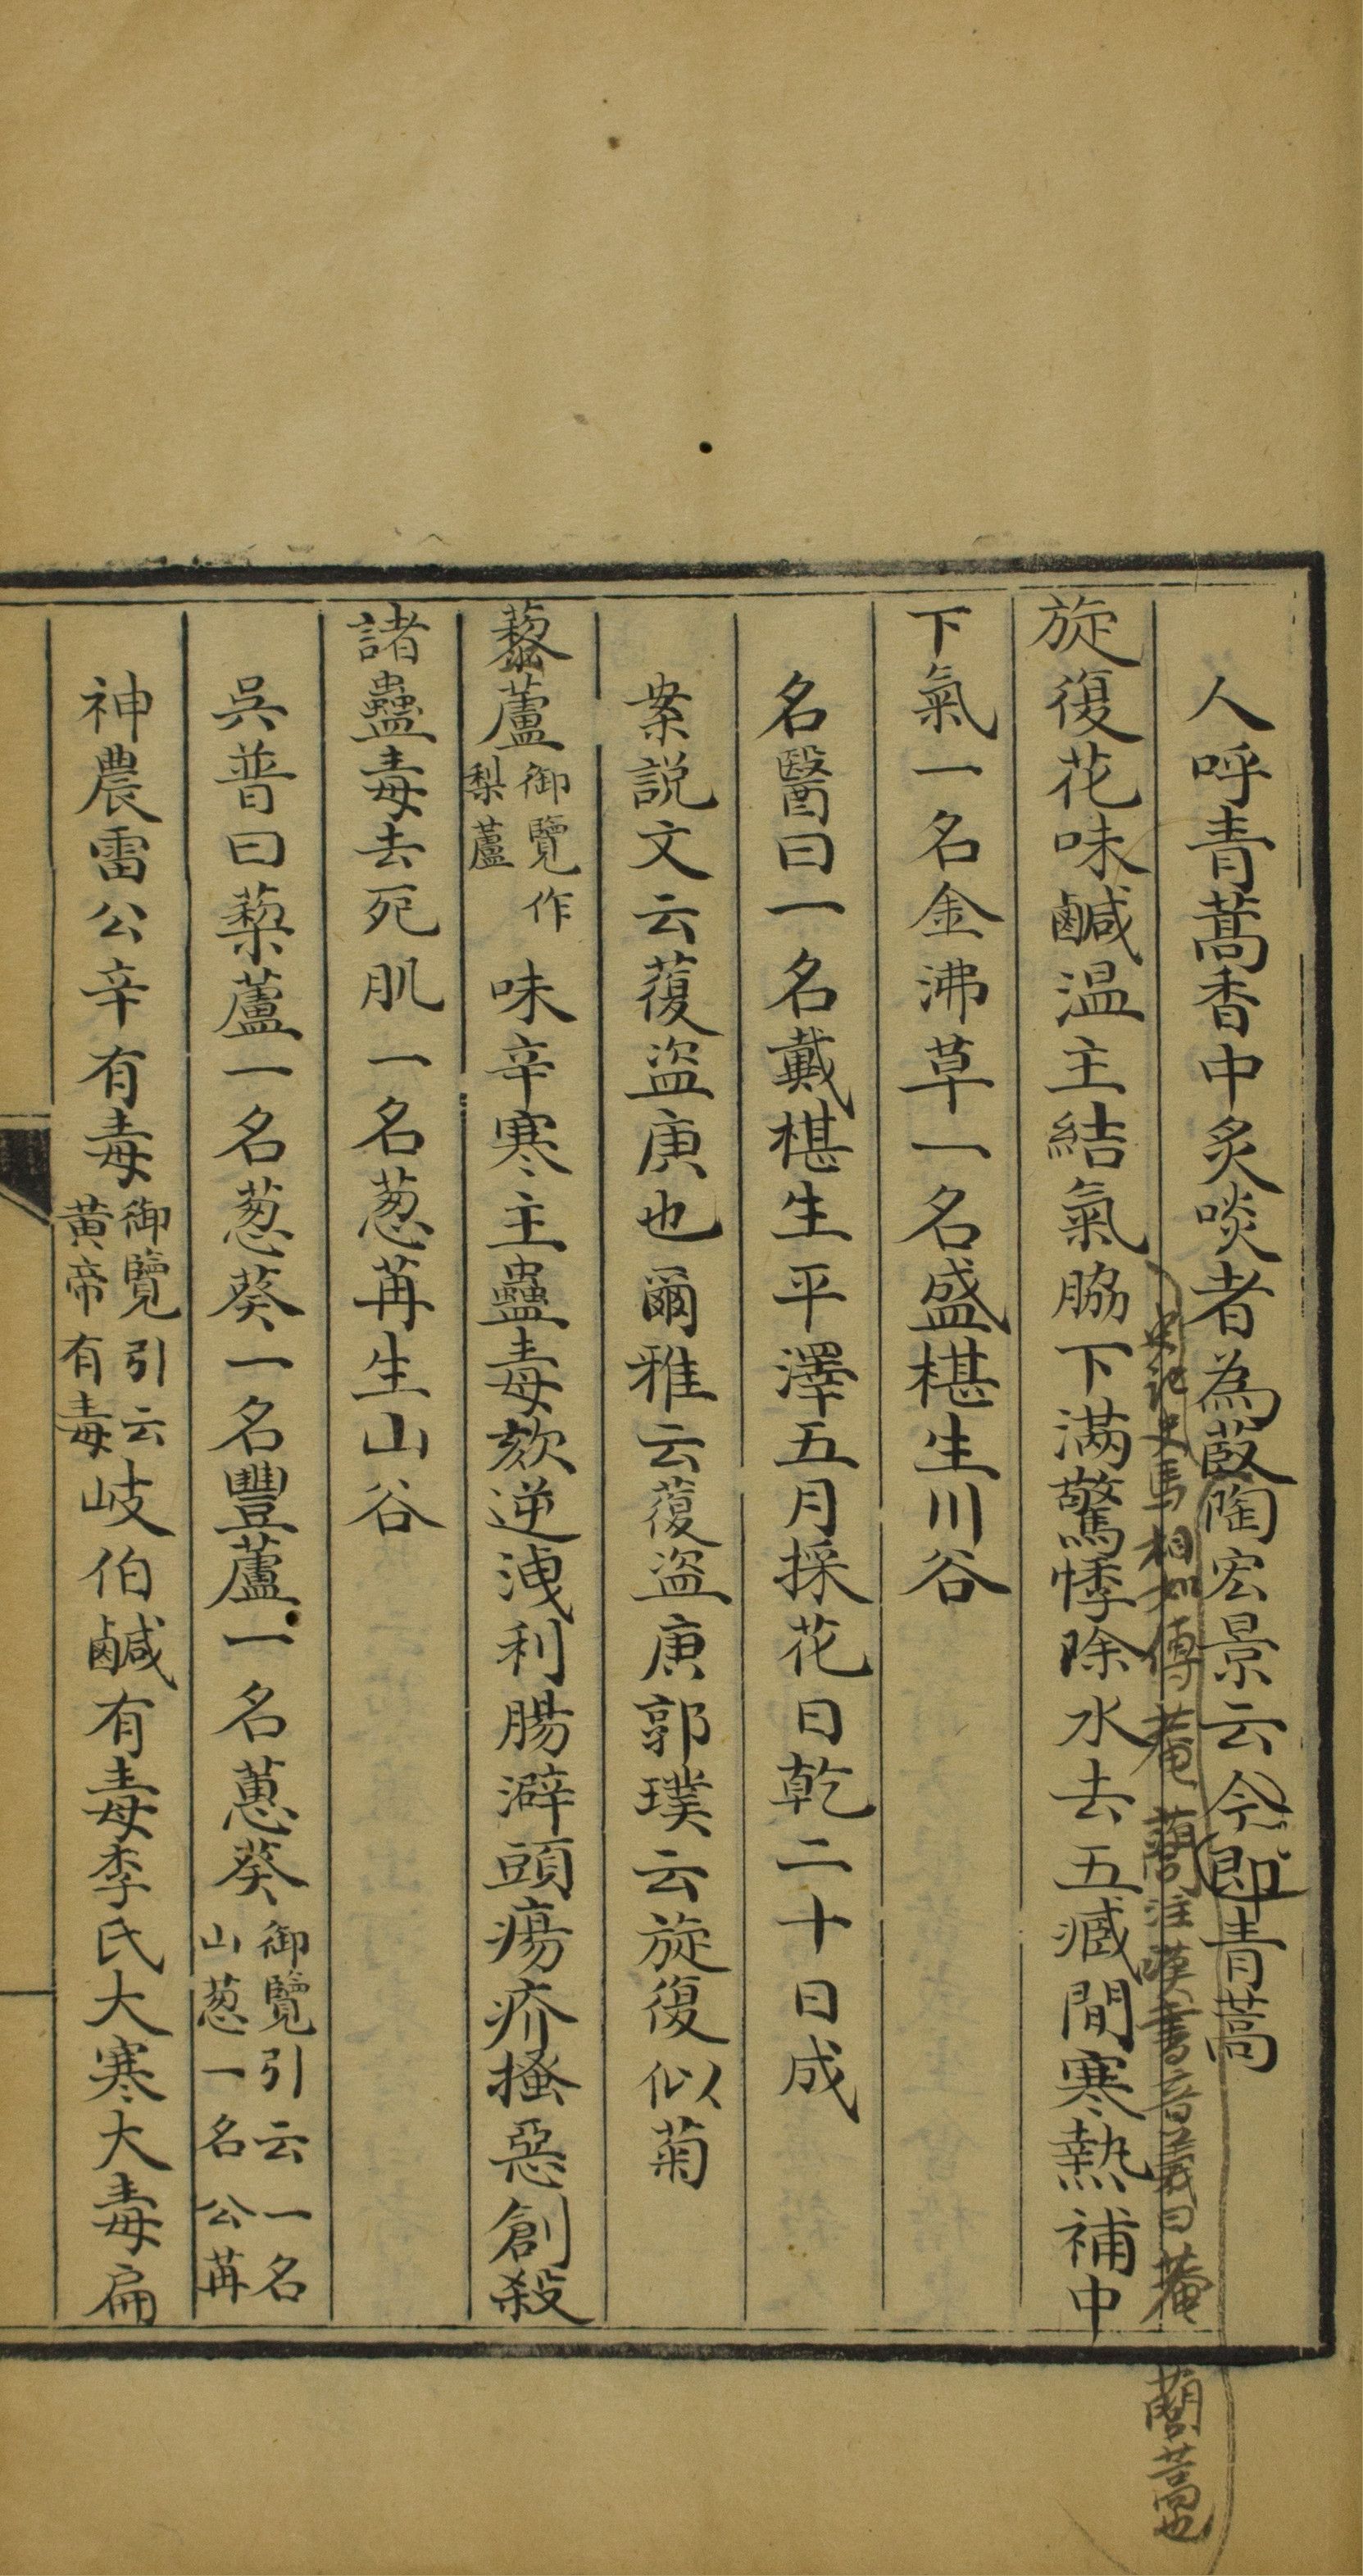 人呼青蒿香中炙啖者為菣陶宏景云今即青蒿
史記司馬相如傳菴䕡注漢書音義曰菴䕡蒿也
旋復花味鹹温主結氣脇下滿驚悸除水去五臧間寒熱補中
下氣一名金沸草一名盛椹生川谷
名醫曰一名戴椹生平澤五月採花日乾二十日成
案説文云蕧盜庚也爾雅云蕧盜庚郭璞云旋復似菊
藜蘆御覽作梨蘆味辛寒主蠱毒欬逆洩利腸澼頭瘍疥搔惡創殺
諸蠱毒去死肌一名葱苒生山谷
吳普曰藜蘆一名葱葵一名豐蘆一名蕙葵御覽引云一名山葱一名公苒
神農雷公辛有毒御覽引云黄帝有毒岐伯鹹有毒李氏大寒大毒扁